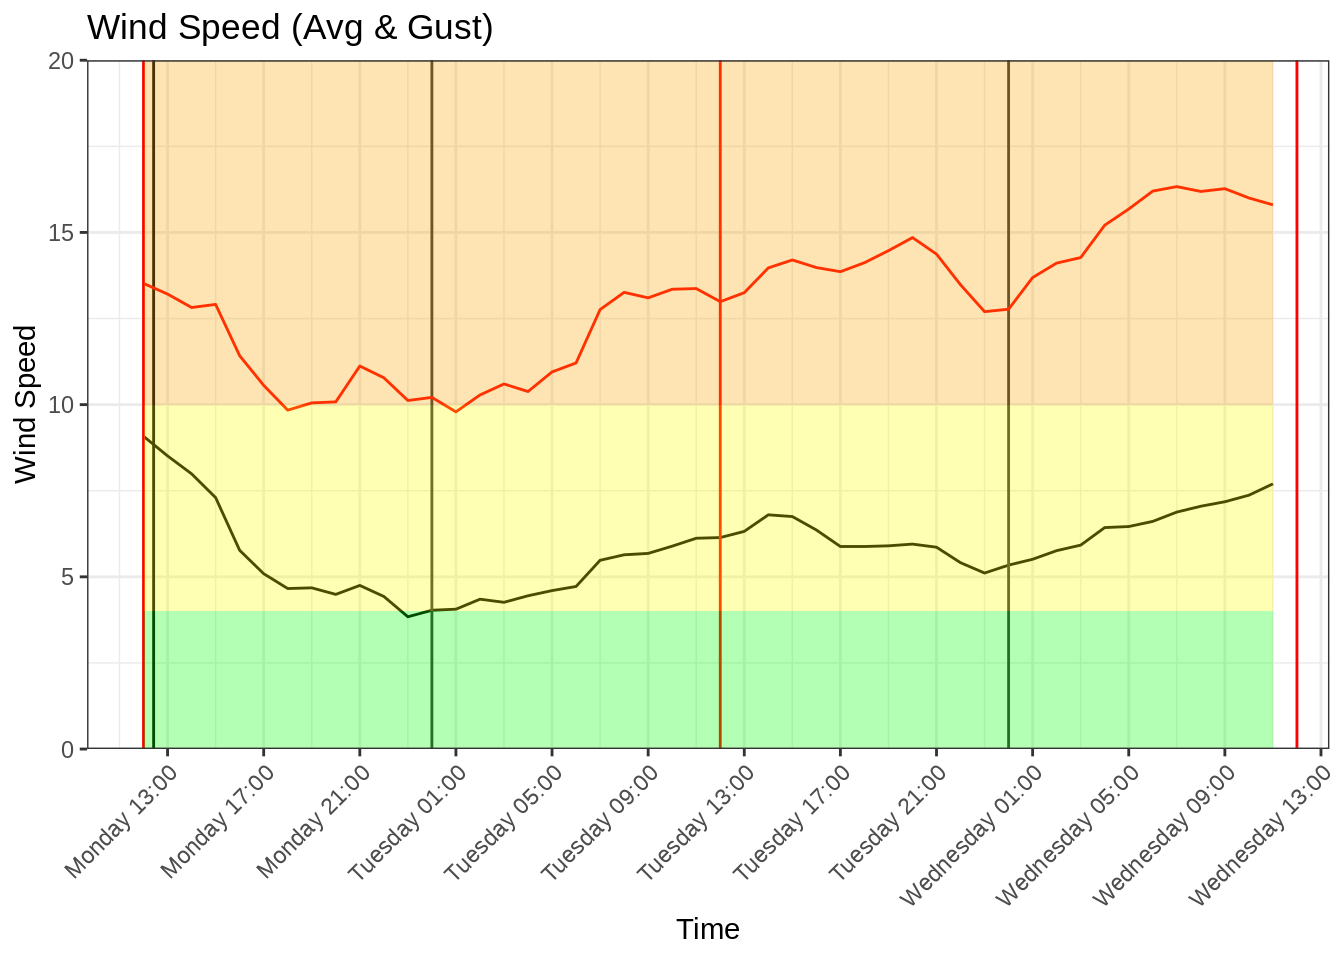 Wind Speed (Avg & Gust)
20
15
10
5
0
Wind Speed
Monday 13:00
Monday 17:00
Monday 21:00
Tuesday 01:00
Tuesday 05:00
Tuesday 09:00
Tuesday 13:00
Tuesday 17:00
Tuesday 21:00
Wednesday 01:00
Wednesday 05:00
Wednesday 09:00
Wednesday 13:00
Time